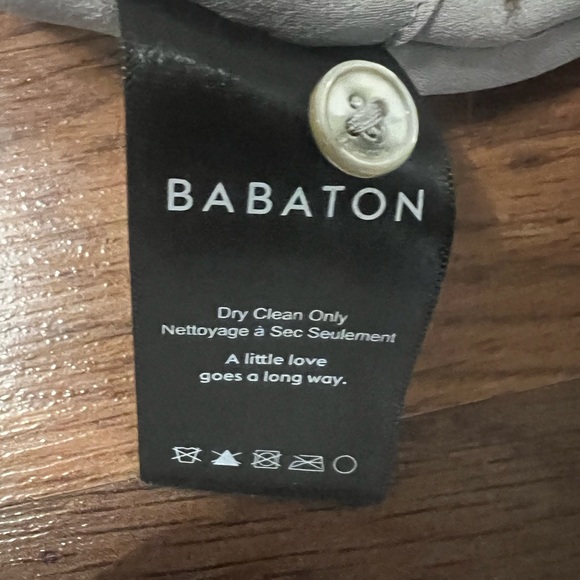 BABATON
Dry Clean Only
Nettoyage à Sec Seulement
A little love
goes a long way.